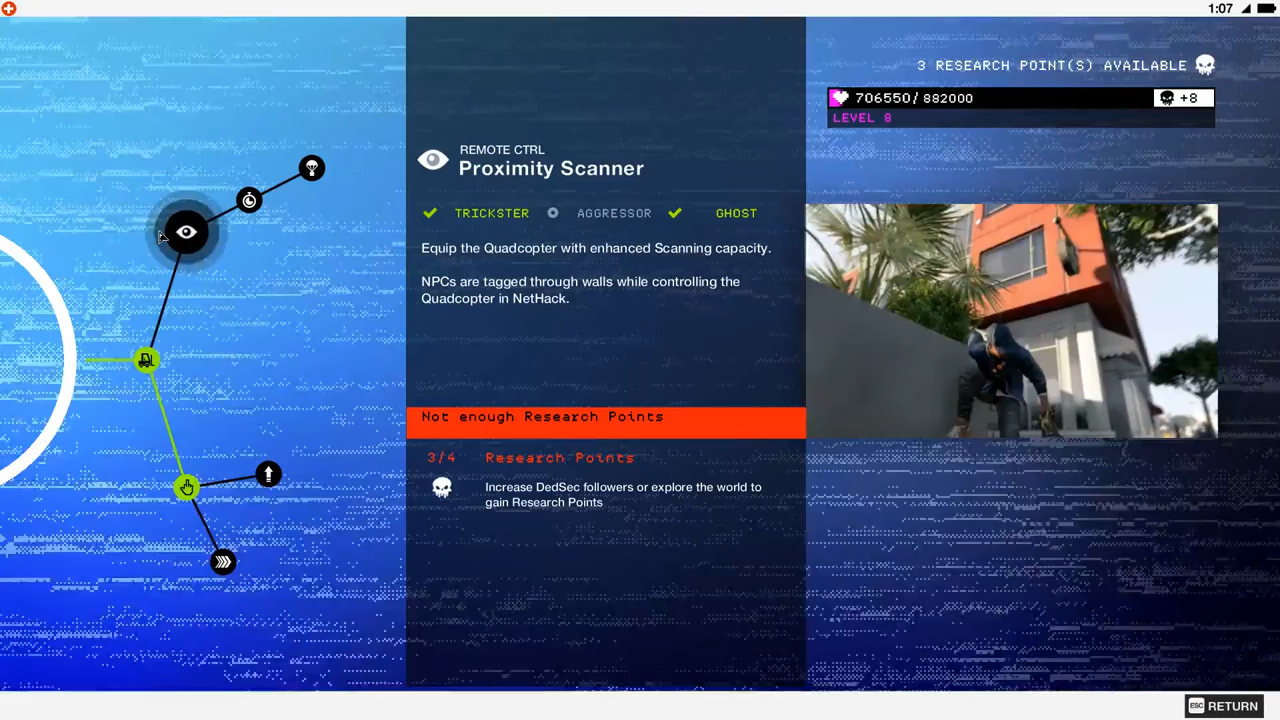 1:07
3 RESEARCH POINT(S) AVAILABLE
706550/882000
+8
LEVEL 8
REMOTE CTRL
Proximity Scanner
TRICKSTER
AGGRESSOR
GHOST
Equip the Quadcopter with enhanced Scanning capacity.
NPCs are tagged through walls while controlling the
Quadcopter in NetHack.
Not enough Research Points
3/4 Research Points
Increase DedSec followers or explore the world to
gain Research Points
ESC RETURN